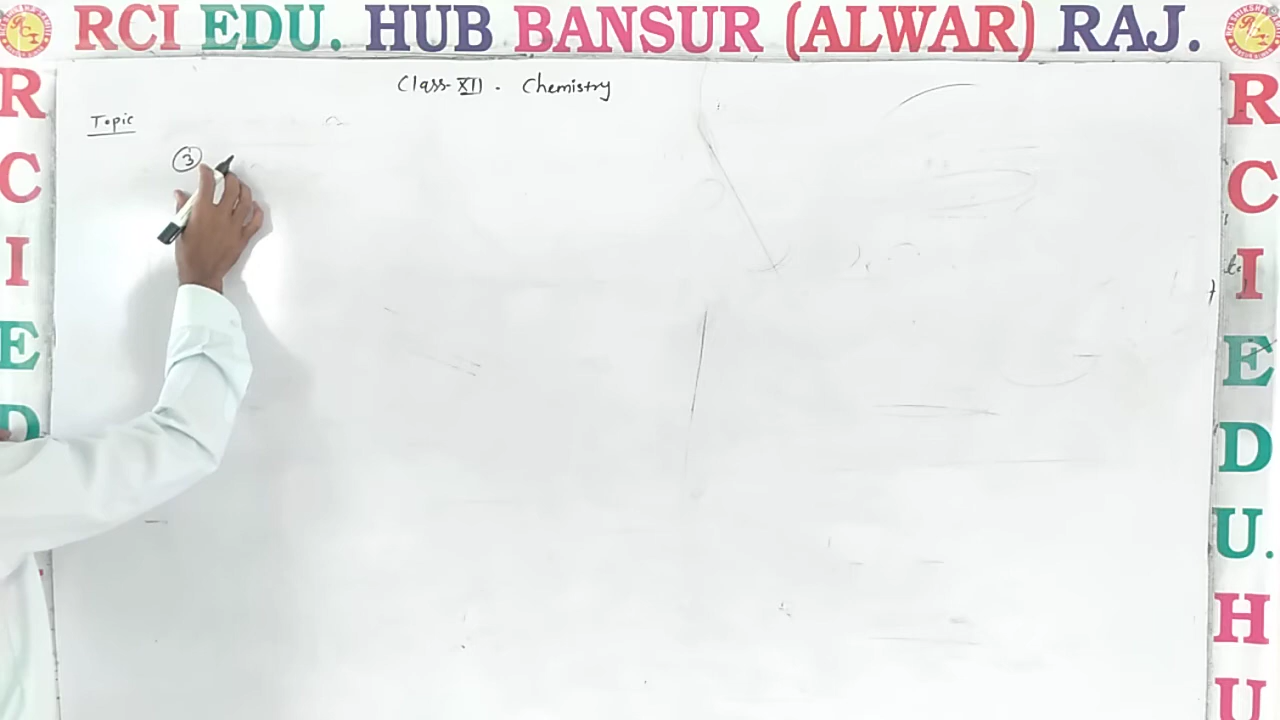 RCI EDU. HUB BANSUR (ALWAR) RAJ.
Class-XII . Chemistry
Topic
3
R
C
I
E
D
R
C
I
E
D
U.
H
U